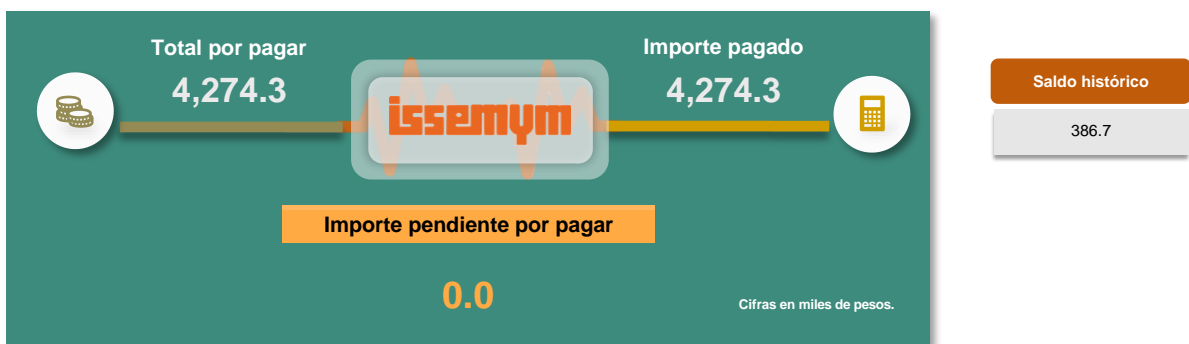 Total por pagar
4,274.3
issemym
Importe pagado
4,274.3
Importe pendiente por pagar
0.0
Cifras en miles de pesos.
Saldo histórico
386.7